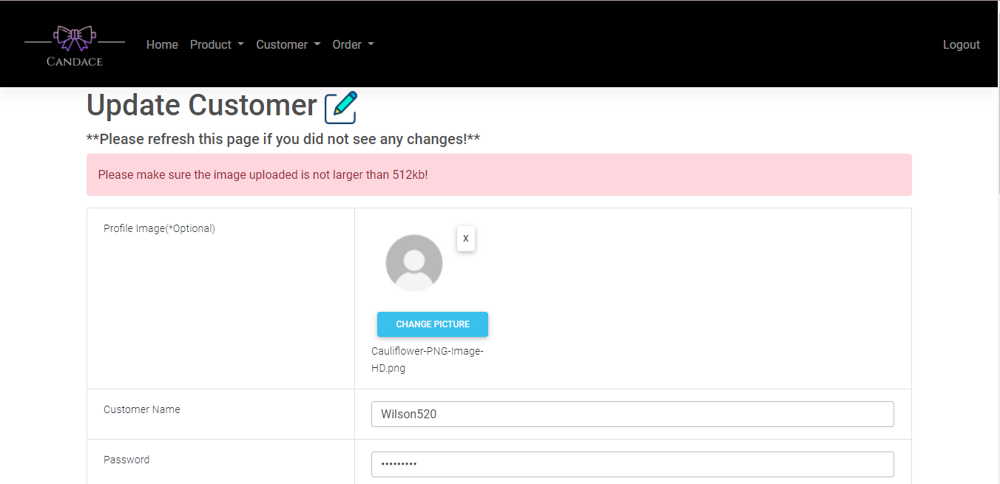 CANDACE
Home Product Customer Order Logout
Update Customer
**Please refresh this page if you did not see any changes!**
Please make sure the image uploaded is not larger than 512kb!
Profile Image(*Optional)
X
CHANGE PICTURE
Cauliflower-PNG-Image-
HD.png
Customer Name Wilson520
Password •••••••••